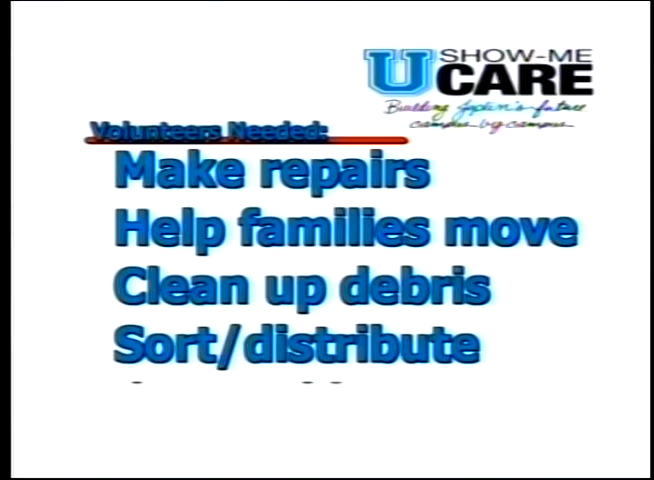 U SHOW-ME
CARE
Building Joplin's future
campus by campus
Volunteers Needed:
Make repairs
Help families move
Clean up debris
Sort/distribute